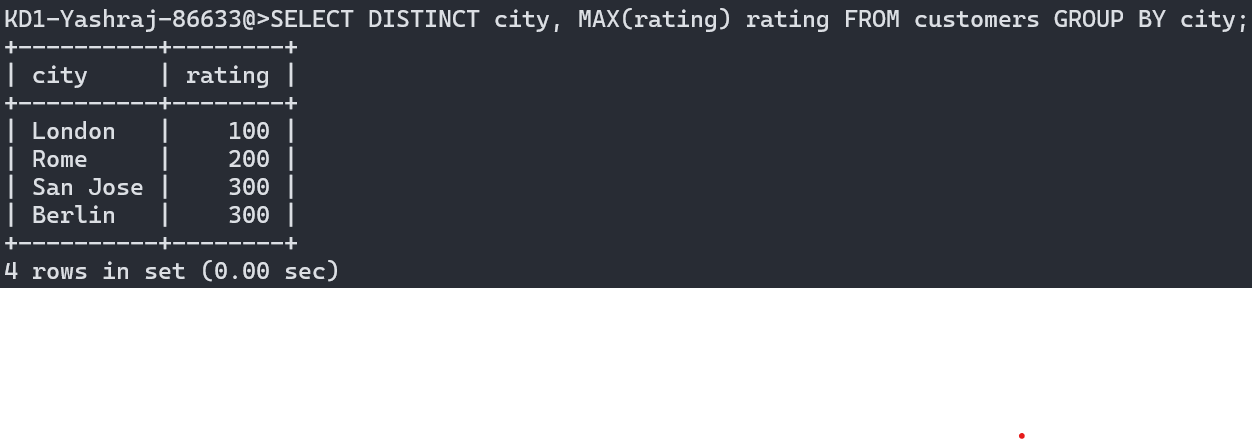 KD1-Yashraj-86633@>SELECT DISTINCT city, MAX(rating) rating FROM customers GROUP BY city;
+----------+--------+
| city     | rating |
+----------+--------+
| London   |    100 |
| Rome     |    200 |
| San Jose |    300 |
| Berlin   |    300 |
+----------+--------+
4 rows in set (0.00 sec)